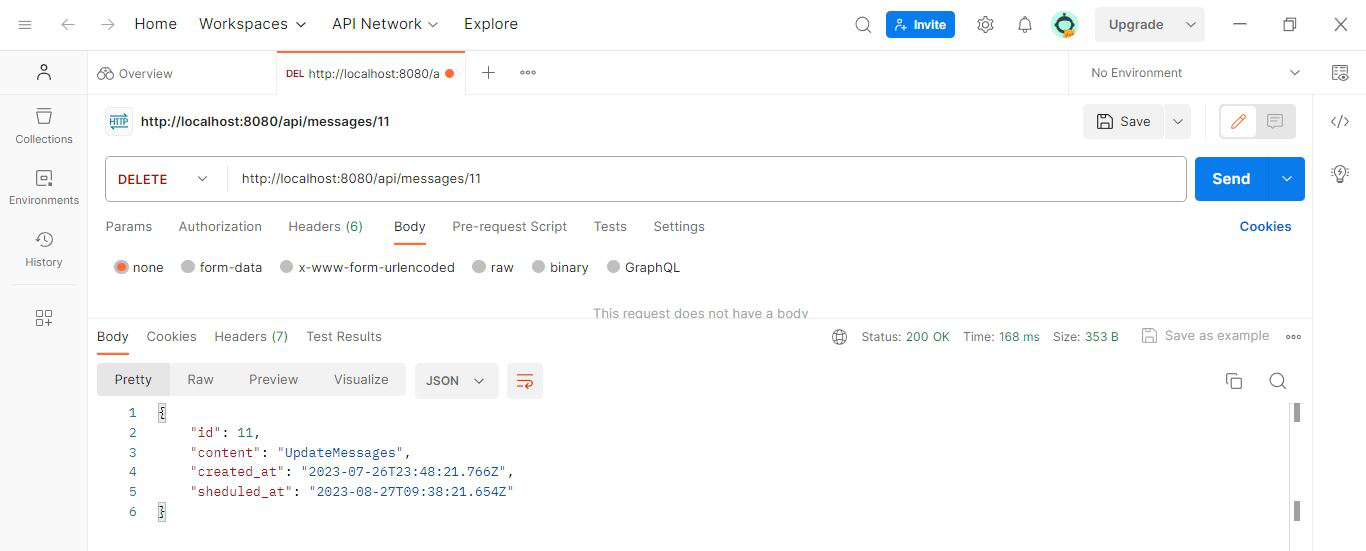 Home Workspaces API Network Explore Invite Upgrade
Overview DEL http://localhost:8080/a No Environment
HTTP http://localhost:8080/api/messages/11 Save
Collections
DELETE http://localhost:8080/api/messages/11 Send
Environments
Params Authorization Headers (6) Body Pre-request Script Tests Settings Cookies
History
none form-data x-www-form-urlencoded raw binary GraphQL
This request does not have a body
Body Cookies Headers (7) Test Results Status: 200 OK Time: 168 ms Size: 353 B Save as example
Pretty Raw Preview Visualize JSON
1 {
2 "id": 11,
3 "content": "UpdateMessages",
4 "created_at": "2023-07-26T23:48:21.766Z",
5 "sheduled_at": "2023-08-27T09:38:21.654Z"
6 }